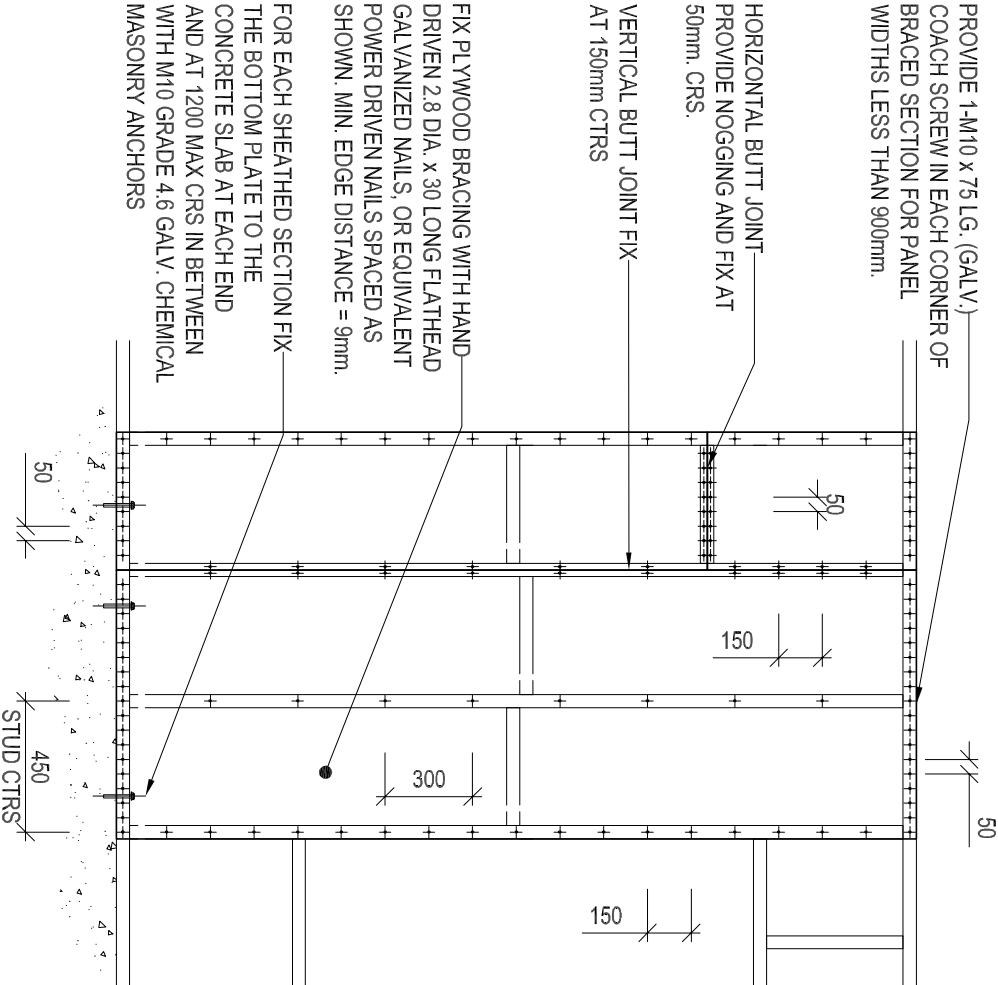 PROVIDE 1-M10 x 75 LG. (GALV.)
COACH SCREW IN EACH CORNER OF
BRACED SECTION FOR PANEL
WIDTHS LESS THAN 900mm.
HORIZONTAL BUTT JOINT
PROVIDE NOGGING AND FIX AT
50mm. CRS.
VERTICAL BUTT JOINT FIX
AT 150mm CTRS
FIX PLYWOOD BRACING WITH HAND
DRIVEN 2.8 DIA. x 30 LONG FLATHEAD
GALVANIZED NAILS, OR EQUIVALENT
POWER DRIVEN NAILS SPACED AS
SHOWN. MIN. EDGE DISTANCE = 9mm.
FOR EACH SHEATHED SECTION FIX
THE BOTTOM PLATE TO THE
CONCRETE SLAB AT EACH END
AND AT 1200 MAX CRS IN BETWEEN
WITH M10 GRADE 4.6 GALV. CHEMICAL
MASONRY ANCHORS
50
50
50
150
300
150
450
STUD CTRS